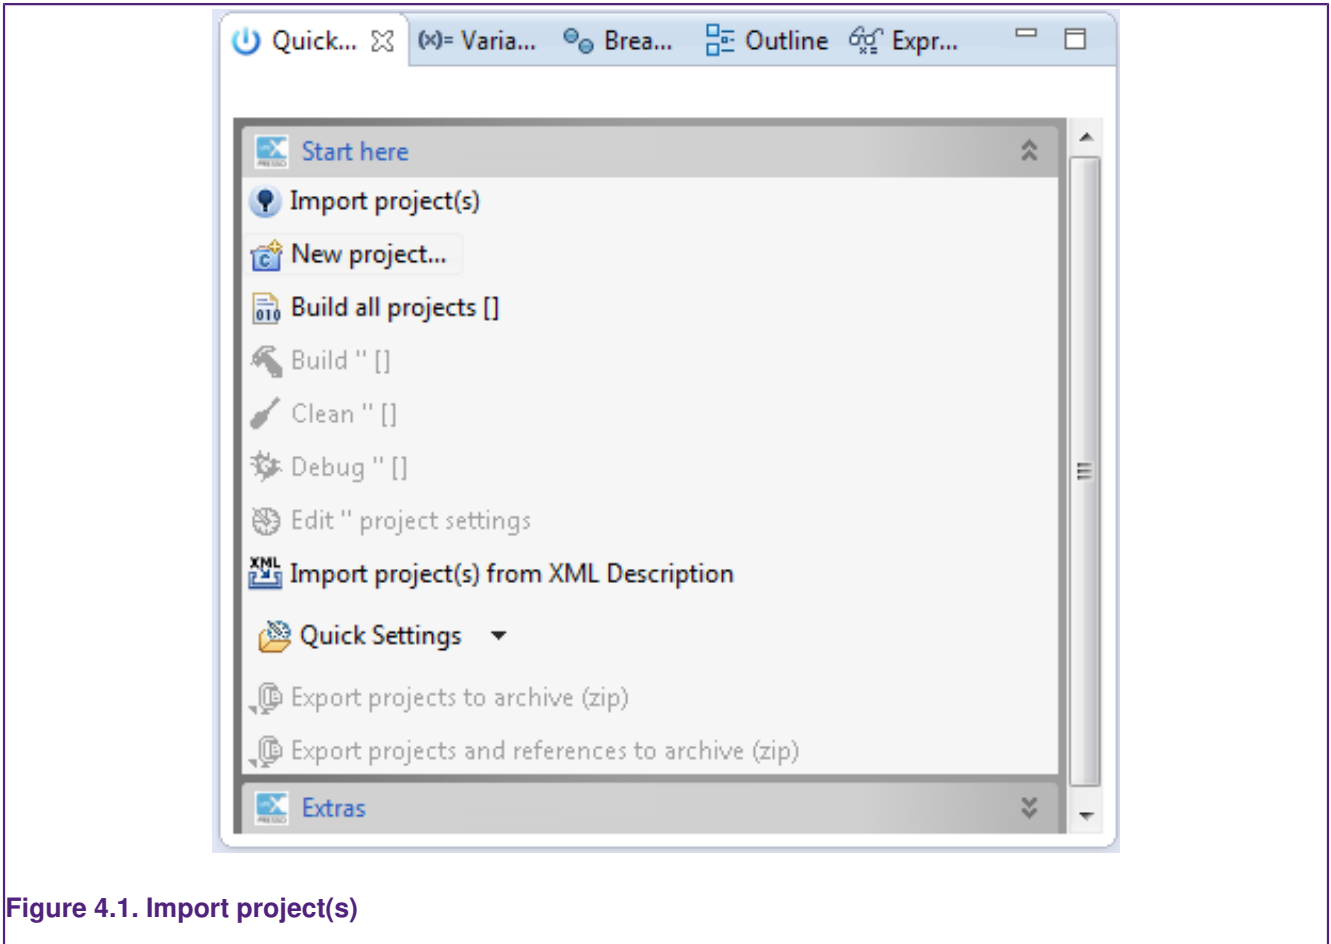 Quick... (x)= Varia... Brea... Outline Expr...
Start here
Import project(s)
New project...
Build all projects []
Build '' []
Clean '' []
Debug '' []
Edit '' project settings
XML Import project(s) from XML Description
Quick Settings
Export projects to archive (zip)
Export projects and references to archive (zip)
Extras
Figure 4.1. Import project(s)